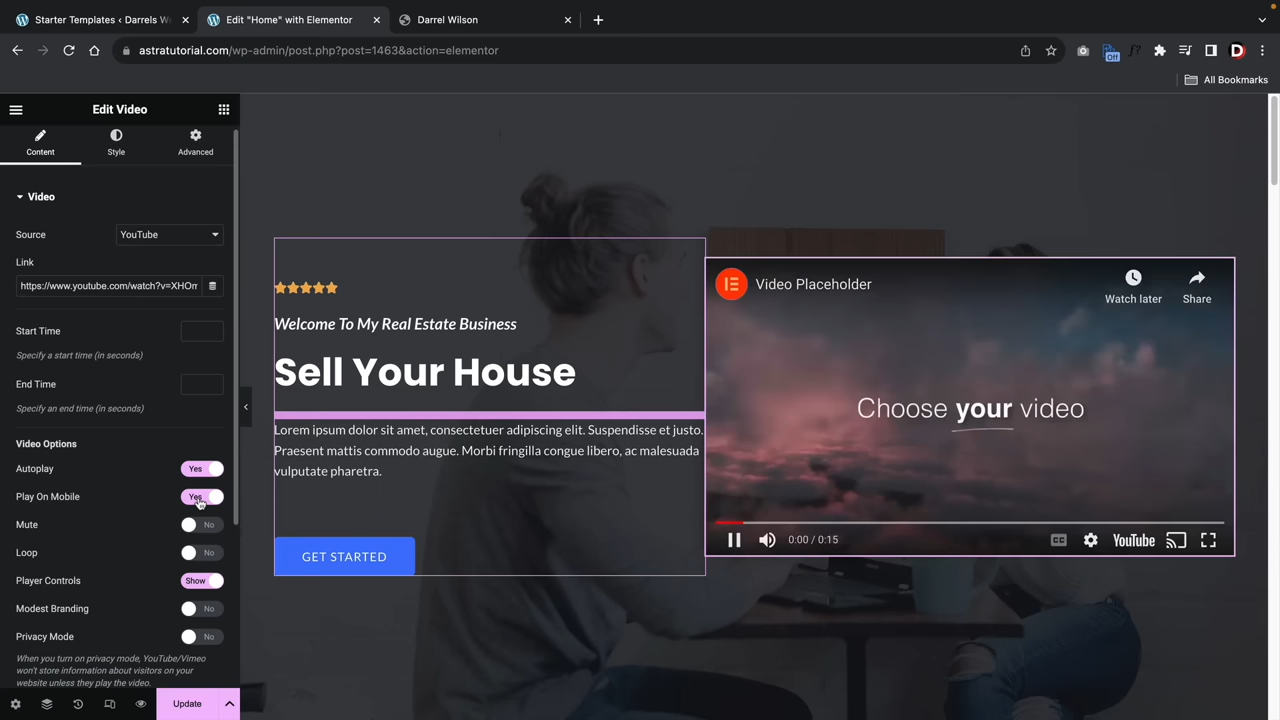 Starter Templates ‹ Darrels We
Edit "Home" with Elementor
Darrel Wilson
astratutorial.com/wp-admin/post.php?post=1463&action=elementor
Off
D
All Bookmarks
Edit Video
Content
Style
Advanced
Video
Source
YouTube
Link
https://www.youtube.com/watch?v=XHOm
Start Time
Specify a start time (in seconds)
End Time
Specify an end time (in seconds)
Video Options
Autoplay
Yes
Play On Mobile
Yes
Mute
No
Loop
No
Player Controls
Show
Modest Branding
No
Privacy Mode
No
When you turn on privacy mode, YouTube/Vimeo
won't store information about visitors on your
website unless they play the video.
Update
Welcome To My Real Estate Business
Sell Your House
Lorem ipsum dolor sit amet, consectetuer adipiscing elit. Suspendisse et justo.
Praesent mattis commodo augue. Morbi fringilla congue libero, ac malesuada
vulputate pharetra.
GET STARTED
Video Placeholder
Watch later
Share
Choose your video
0:00 / 0:15
CC
YouTube